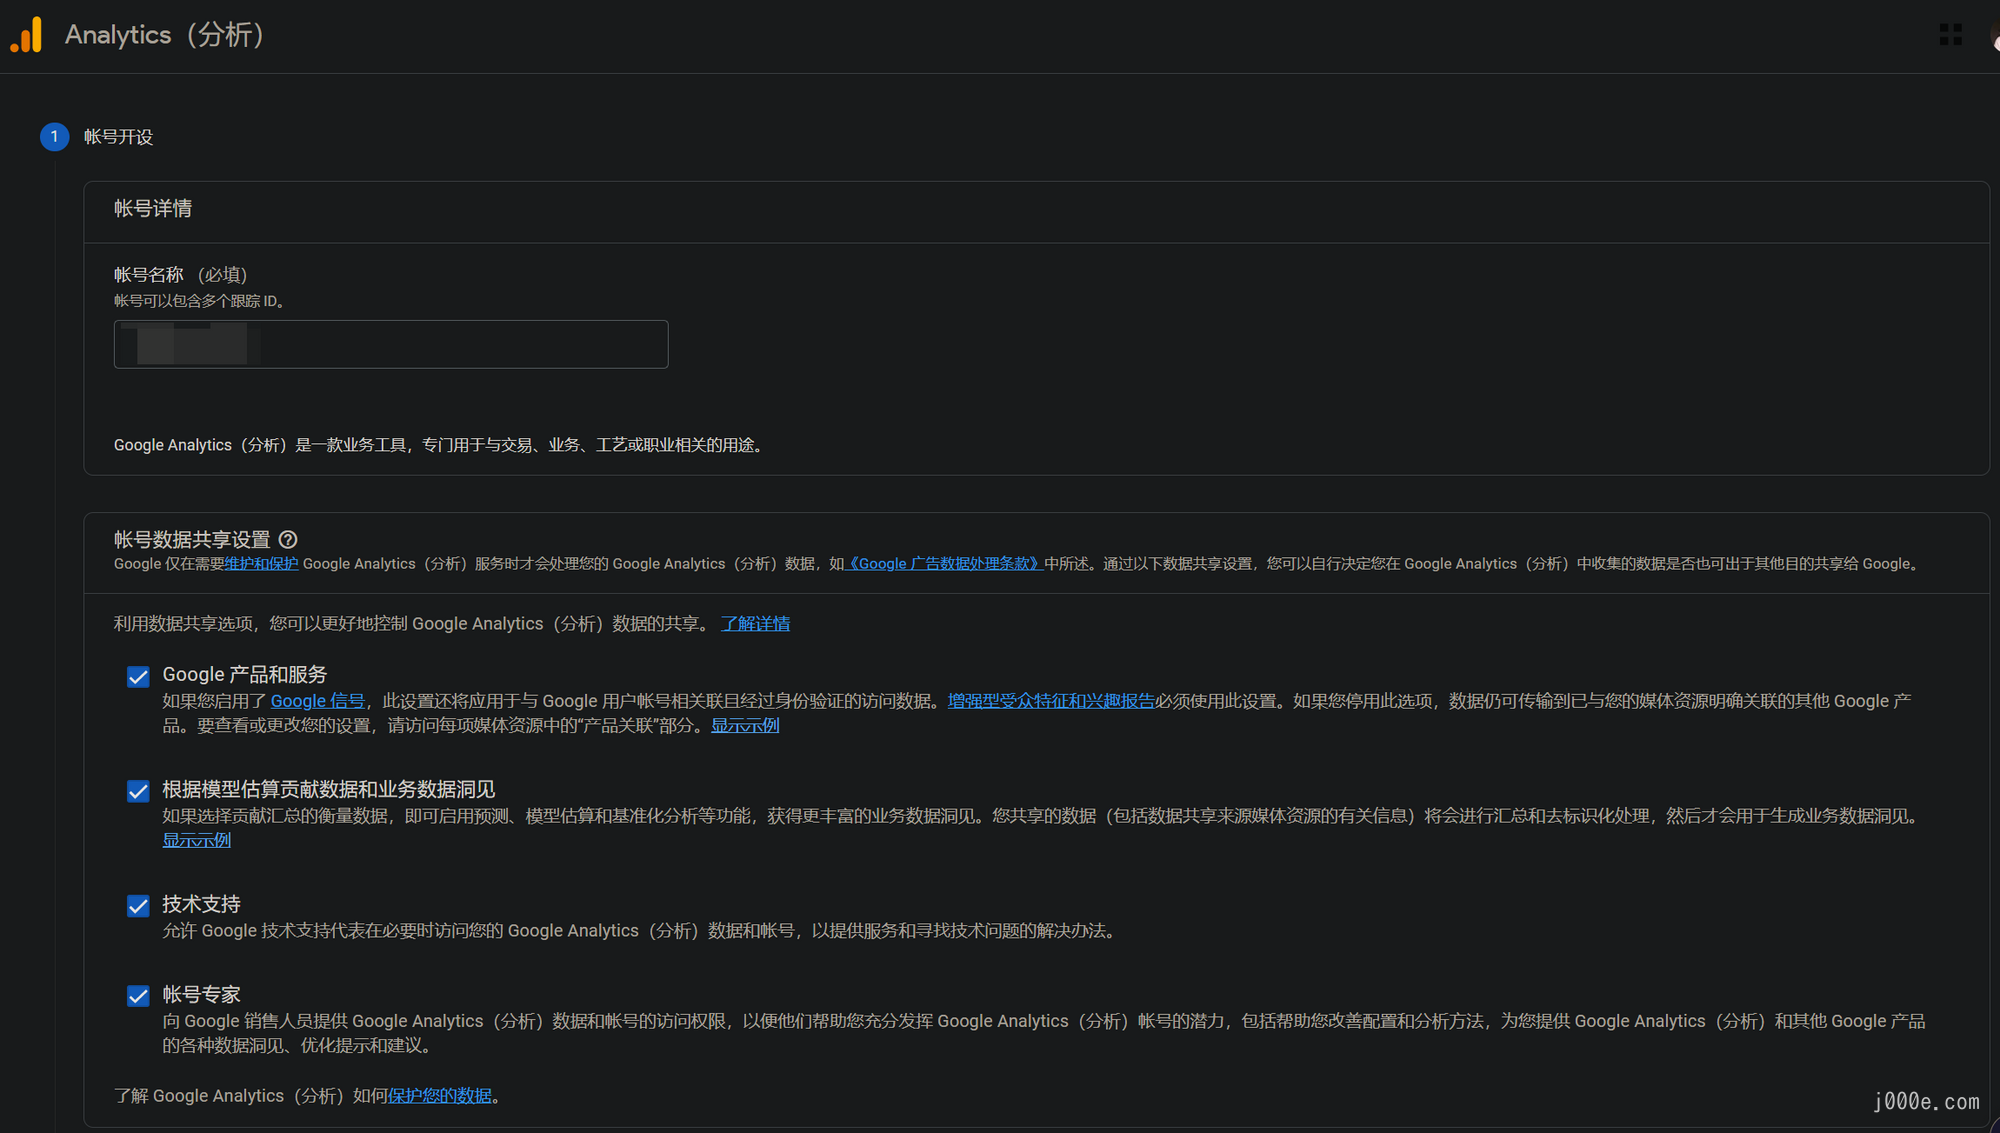 Analytics（分析）
1 帐号开设
帐号详情
帐号名称 （必填）
帐号可以包含多个跟踪 ID。
Google Analytics（分析）是一款业务工具，专门用于与交易、业务、工艺或职业相关的用途。
帐号数据共享设置
Google 仅在需要维护和保护 Google Analytics（分析）服务时才会处理您的 Google Analytics（分析）数据，如《Google 广告数据处理条款》中所述。通过以下数据共享设置，您可以自行决定您在 Google Analytics（分析）中收集的数据是否也可出于其他目的共享给 Google。
利用数据共享选项，您可以更好地控制 Google Analytics（分析）数据的共享。 了解详情
Google 产品和服务
如果您启用了 Google 信号，此设置还将应用于与 Google 用户帐号相关联且经过身份验证的访问数据。增强型受众特征和兴趣报告必须使用此设置。如果您停用此选项，数据仍可传输到已与您的媒体资源明确关联的其他 Google 产
品。要查看或更改您的设置，请访问每项媒体资源中的“产品关联”部分。显示示例
根据模型估算贡献数据和业务数据洞见
如果选择贡献汇总的衡量数据，即可启用预测、模型估算和基准化分析等功能，获得更丰富的业务数据洞见。您共享的数据（包括数据共享来源媒体资源的有关信息）将会进行汇总和去标识化处理，然后才会用于生成业务数据洞见。
显示示例
技术支持
允许 Google 技术支持代表在必要时访问您的 Google Analytics（分析）数据和帐号，以提供服务和寻找技术问题的解决办法。
帐号专家
向 Google 销售人员提供 Google Analytics（分析）数据和帐号的访问权限，以便他们帮助您充分发挥 Google Analytics（分析）帐号的潜力，包括帮助您改善配置和分析方法，为您提供 Google Analytics（分析）和其他 Google 产品
的各种数据洞见、优化提示和建议。
了解 Google Analytics（分析）如何保护您的数据。
j000e.com